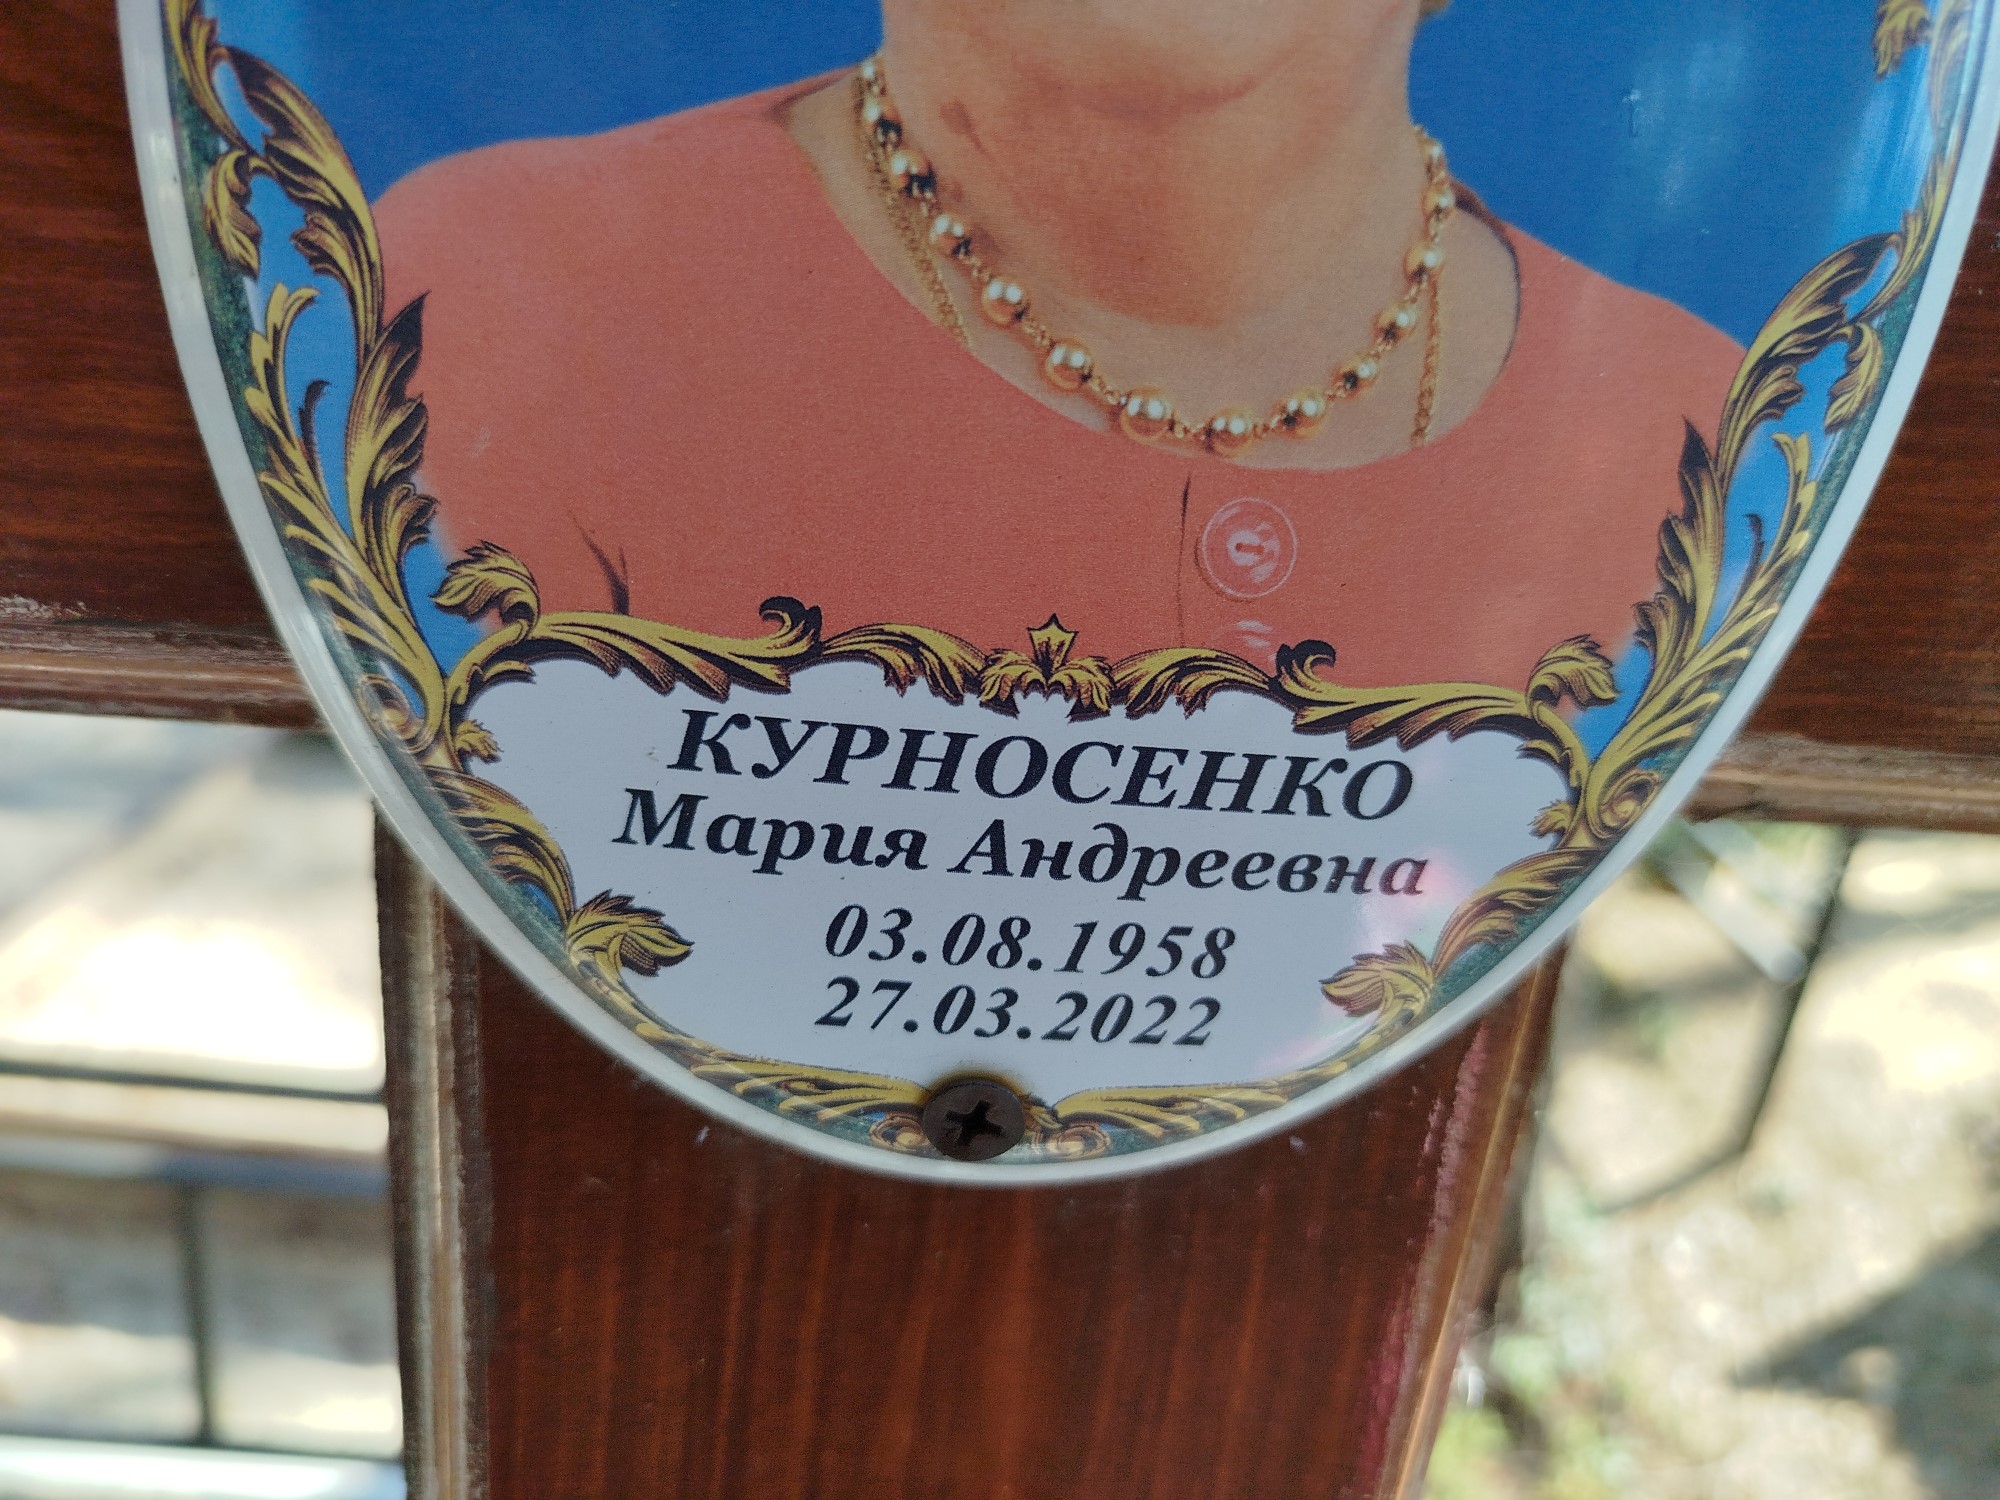 КУРНОСЕНКО
Мария Андреевна
03.08.1958
27.03.2022